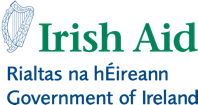 Irish Aid
Rialtas na hÉireann
Government of Ireland